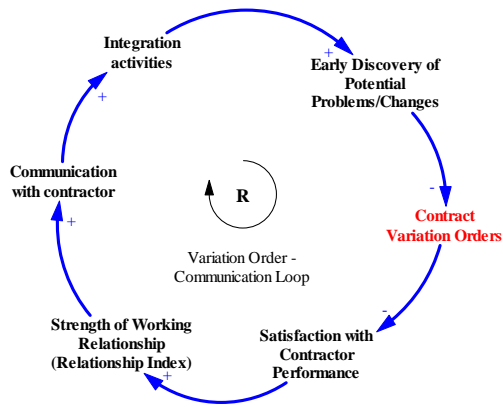 Integration
activities
+
Early Discovery of
Potential
Problems/Changes
+
Communication
with contractor
+
R
-
Contract
Variation Orders
Variation Order -
Communication Loop
-
Strength of Working
Relationship
(Relationship Index)
+
Satisfaction with
Contractor
Performance